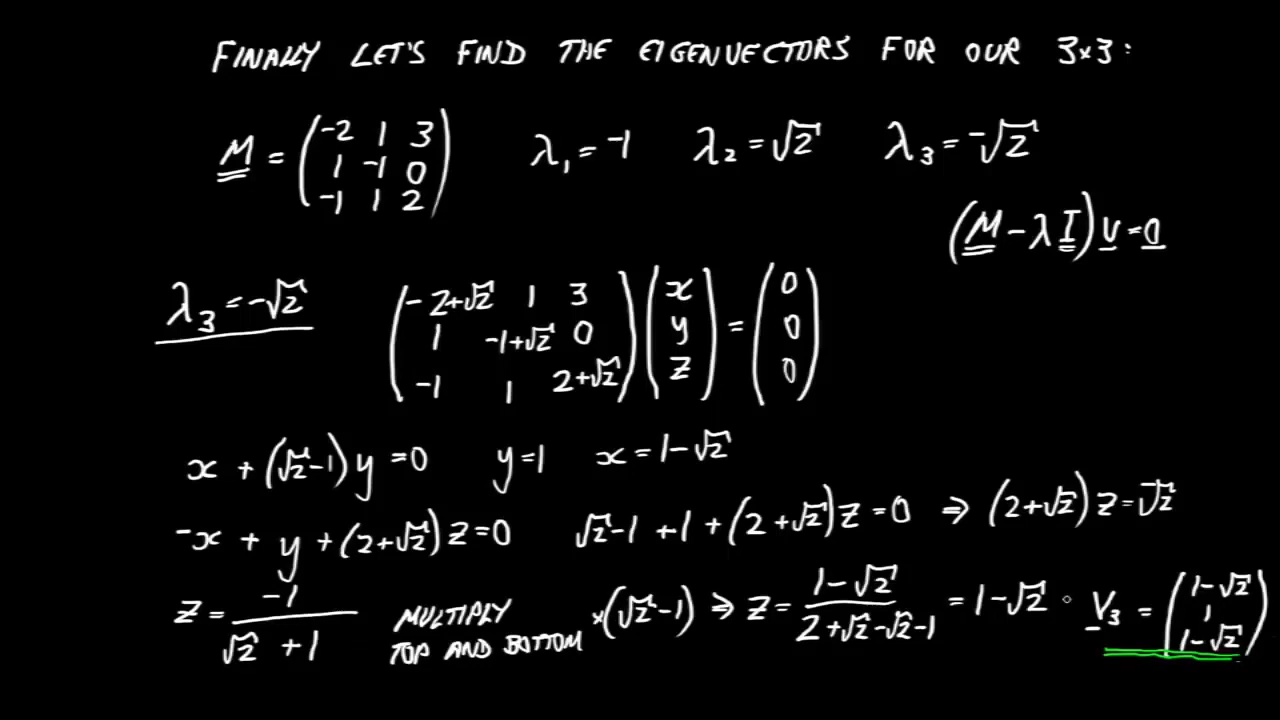 FINALLY LET'S FIND THE EIGENVECTORS FOR OUR 3×3:
M = (-2 1 3
1 -1 0
-1 1 2)
λ₁ = -1 λ₂ = √2 λ₃ = -√2
(M - λI)v = 0
λ₃ = -√2
(-2+√2 1 3
1 -1+√2 0
-1 1 2+√2)
(x
y
z)
=
(0
0
0)
x + (√2-1)y = 0 y = 1 x = 1-√2
-x + y + (2+√2)z = 0 √2-1 + 1 + (2+√2)z = 0 ⇒ (2+√2)z = -√2
z = -1/(√2 + 1) MULTIPLY TOP AND BOTTOM ×(√2-1) ⇒ z = (1-√2)/(2+√2-√2-1) = 1-√2
V₃ = (1-√2
1
1-√2)